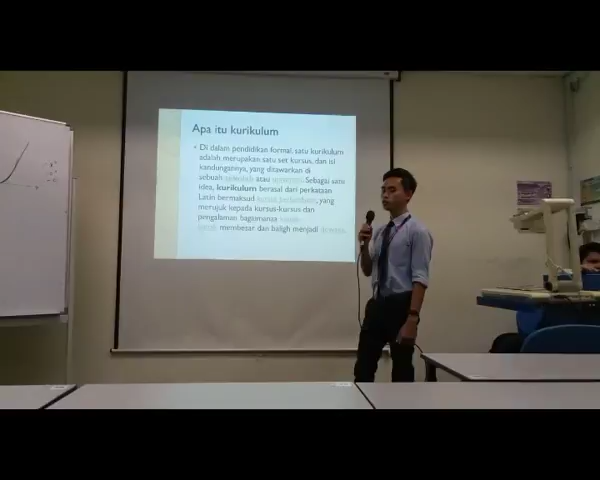 Apa itu kurikulum
• Di dalam pendidikan formal, satu kurikulum
adalah merupakan satu set kursus, dan isi
kandungannya, yang ditawarkan di
sebuah sekolah atau universiti. Sebagai satu
idea, kurikulum berasal dari perkataan
Latin bermaksud yang
merujuk kepada kursus-kursus dan
pengalaman bagaimana
membesar dan baligh menjadi